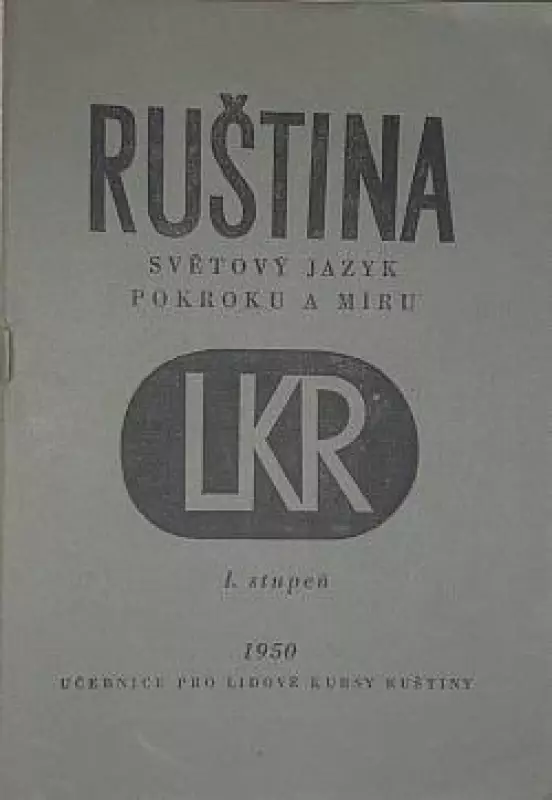 RUŠTINA
SVĚTOVÝ JAZYK
POKROKU A MÍRU
LKR
I. stupeň
1950
UČEBNICE PRO LIDOVÉ KURSY RUŠTINY